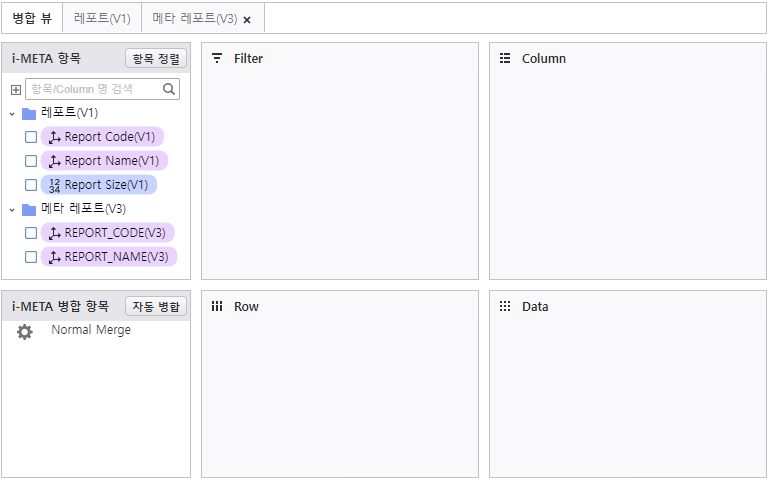 병합 뷰 레포트(V1) 메타 레포트(V3) ×
i-META 항목 항목 정렬
항목/Column 명 검색
레포트(V1)
Report Code(V1)
Report Name(V1)
1234 Report Size(V1)
메타 레포트(V3)
REPORT_CODE(V3)
REPORT_NAME(V3)
Filter
Column
i-META 병합 항목 자동 병합
Normal Merge
Row
Data